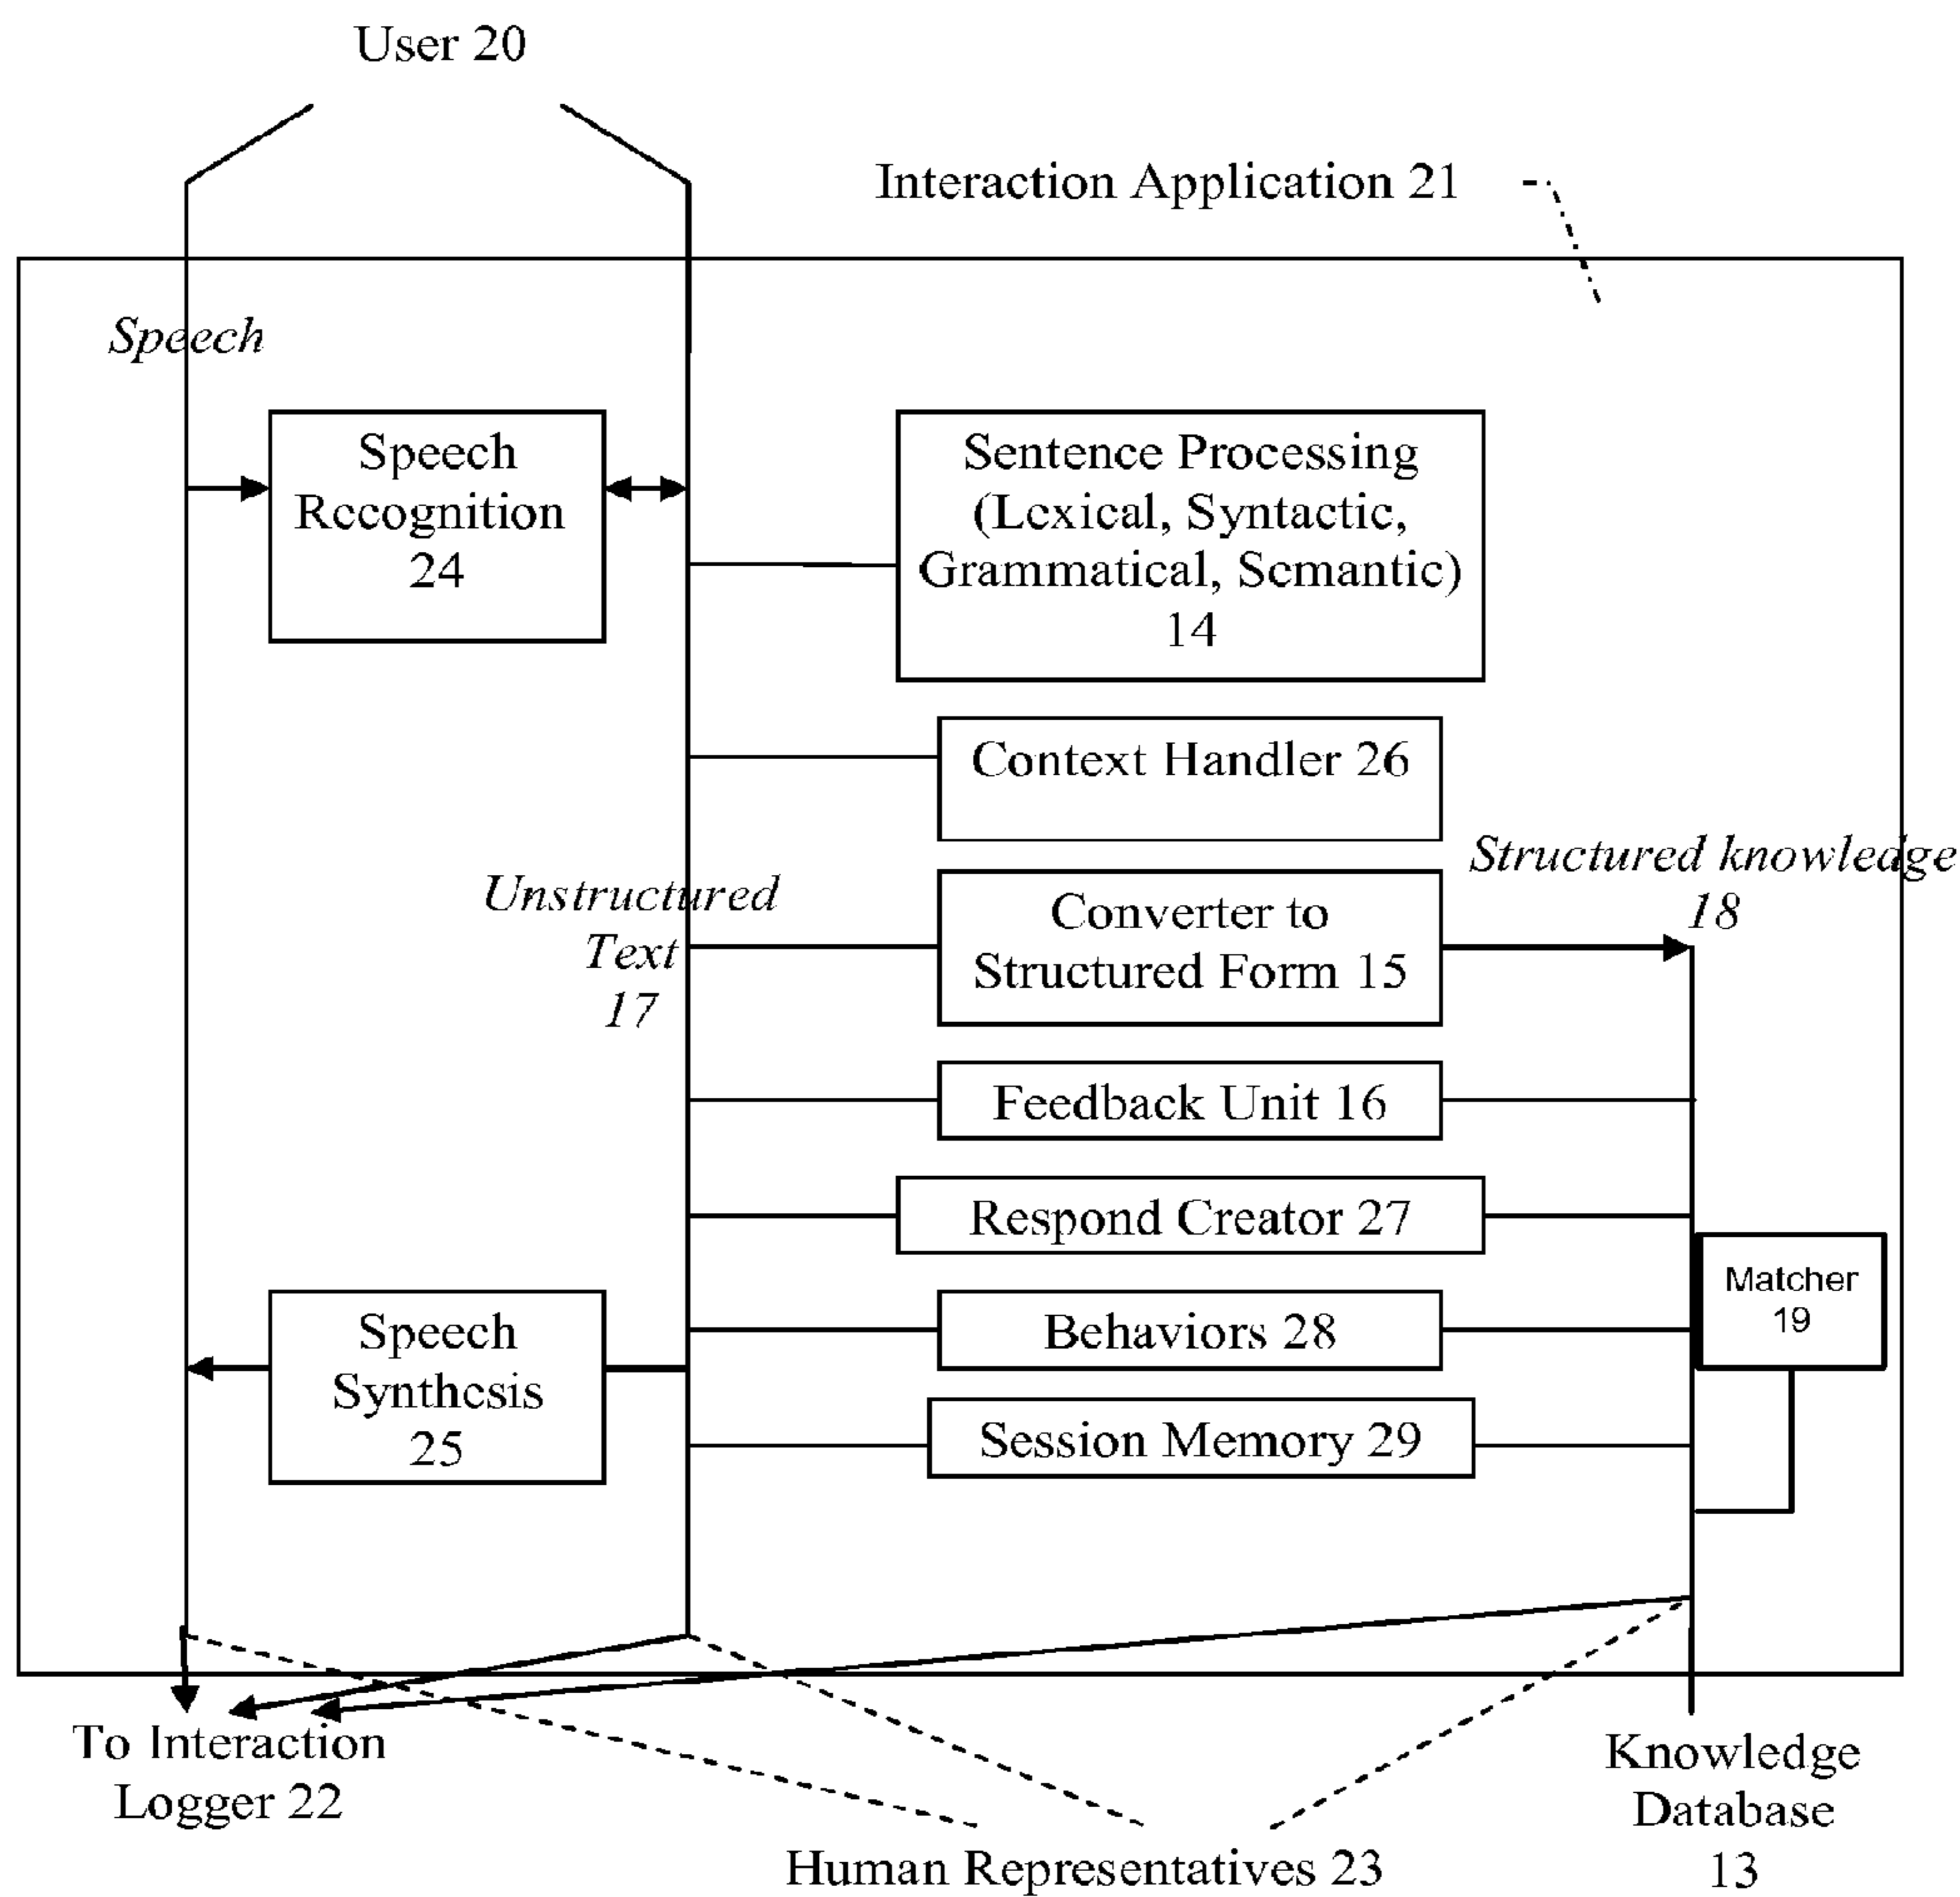 User 20
Interaction Application 21
Speech
Speech
Recognition
24
Sentence Processing
(Lexical, Syntactic,
Grammatical, Semantic)
14
Context Handler 26
Structured knowledge
18
Unstructured
Text
17
Converter to
Structured Form 15
Feedback Unit 16
Respond Creator 27
Matcher
19
Speech
Synthesis
25
Behaviors 28
Session Memory 29
To Interaction
Logger 22
Knowledge
Database
13
Human Representatives 23